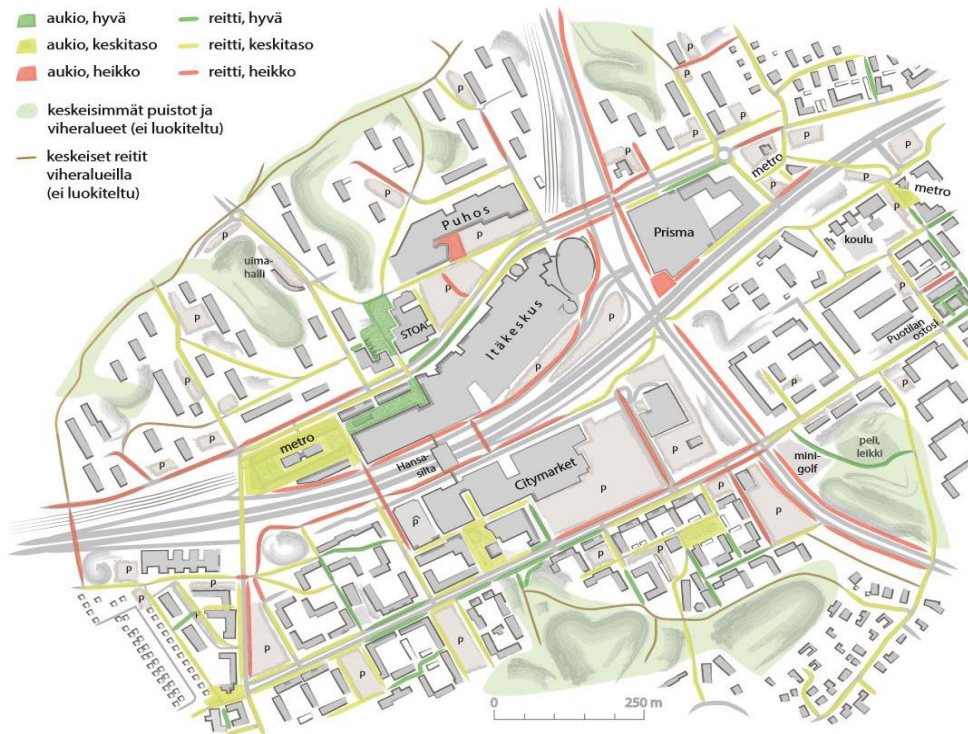 aukio, hyvä
aukio, keskitaso
aukio, heikko
reitti, hyvä
reitti, keskitaso
reitti, heikko
keskeisimmät puistot ja
viheralueet (ei luokiteltu)
keskeiset reitit
viheralueilla
(ei luokiteltu)
P
P
P
P
P
P
P
metro
P
metro
Puhos
P
Prisma
koulu
uima-
halli
P
P
P
STOA
Itäkeskus
Puotilan
ostosk.
P
P
P
P
metro
Hansa-
silta
Citymarket
P
P
P
mini-
golf
peli,
leikki
P
P
P
P
P
P
P
P
P
P
P
0
250 m